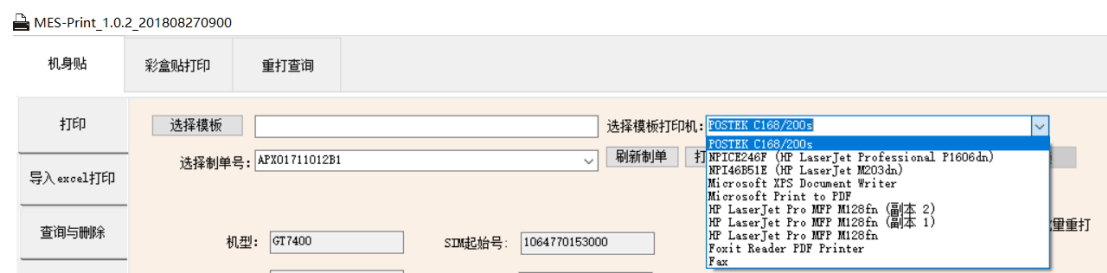 MES-Print_1.0.2_201808270900
机身贴 彩盒贴打印 重打查询
打印
选择模板 选择模板打印机: POSTEK C168/200s
选择制单号: APX01711012B1 刷新制单 打
导入excel打印
查询与删除
机型: GT7400 SIM起始号: 1064770153000
POSTEK C168/200s
NPICE246F (HP LaserJet Professional P1606dn)
NPI46B51E (HP LaserJet M203dn)
Microsoft XPS Document Writer
Microsoft Print to PDF
HP LaserJet Pro MFP M128fn (副本 2)
HP LaserJet Pro MFP M128fn (副本 1)
HP LaserJet Pro MFP M128fn
Foxit Reader PDF Printer
Fax
量重打